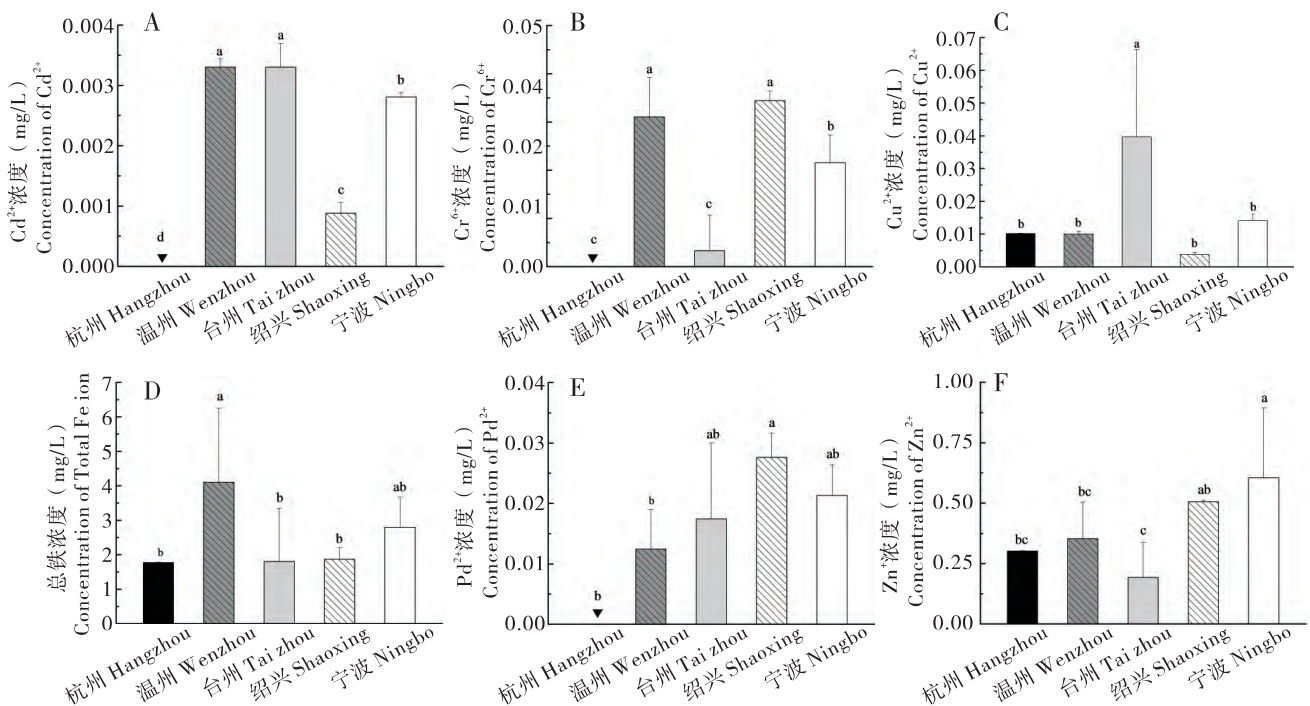 A
Cd²⁺浓度（mg/L）
Concentration of Cd²⁺
0.004
0.003
0.002
0.001
0.000
d
a
a
c
b
杭州 Hangzhou
温州 Wenzhou
台州 Tai zhou
绍兴 Shaoxing
宁波 Ningbo
B
Cr⁶⁺浓度（mg/L）
Concentration of Cr⁶⁺
0.05
0.04
0.02
0.01
0.00
c
a
c
a
b
杭州 Hangzhou
温州 Wenzhou
台州 Tai zhou
绍兴 Shaoxing
宁波 Ningbo
C
Cu²⁺浓度（mg/L）
Concentration of Cu²⁺
0.07
0.06
0.05
0.04
0.03
0.02
0.01
0.00
b
b
a
b
b
杭州 Hangzhou
温州 Wenzhou
台州 Tai zhou
绍兴 Shaoxing
宁波 Ningbo
D
总铁浓度（mg/L）
Concentration of Total Fe ion
7
6
5
4
3
2
1
0
b
a
b
b
ab
杭州 Hangzhou
温州 Wenzhou
台州 Tai zhou
绍兴 Shaoxing
宁波 Ningbo
E
Pd²⁺浓度（mg/L）
Concentration of Pd²⁺
0.04
0.03
0.02
0.01
0.00
b
b
ab
a
ab
杭州 Hangzhou
温州 Wenzhou
台州 Tai zhou
绍兴 Shaoxing
宁波 Ningbo
F
Zn⁺浓度（mg/L）
Concentration of Zn²⁺
1.00
0.75
0.50
0.25
0.00
bc
bc
c
ab
a
杭州 Hangzhou
温州 Wenzhou
台州 Tai zhou
绍兴 Shaoxing
宁波 Ningbo